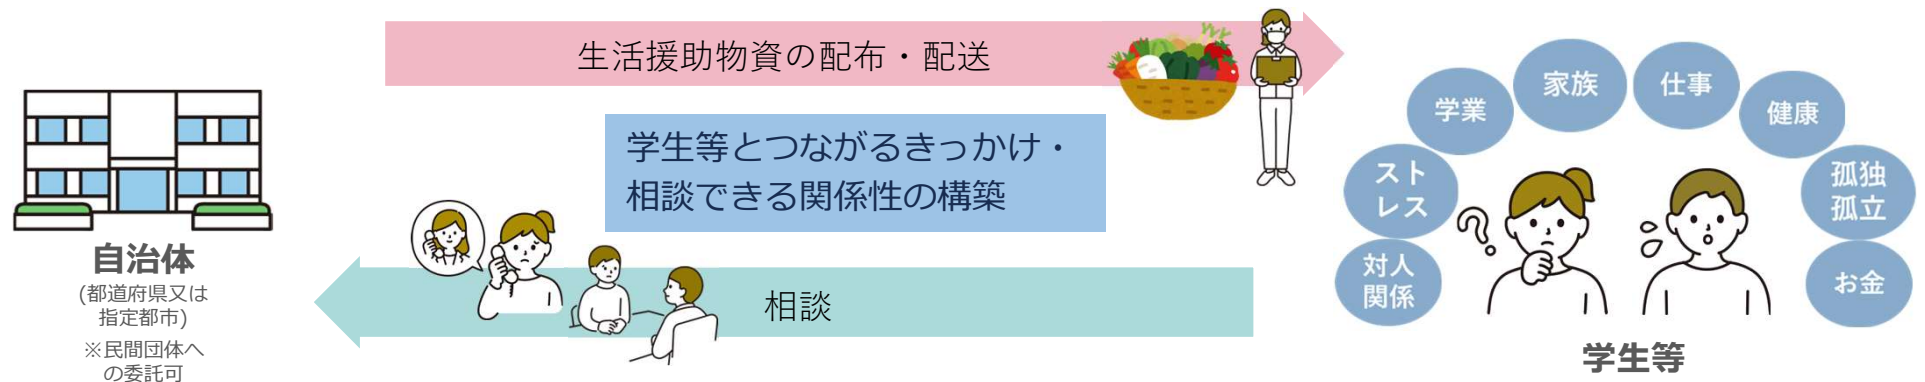 生活援助物資の配布・配送
学生等とつながるきっかけ・
相談できる関係性の構築
自治体
(都道府県又は
指定都市)
※民間団体へ
の委託可
相談
対人
関係
スト
レス
学業
家族
仕事
健康
孤独
孤立
お金
学生等